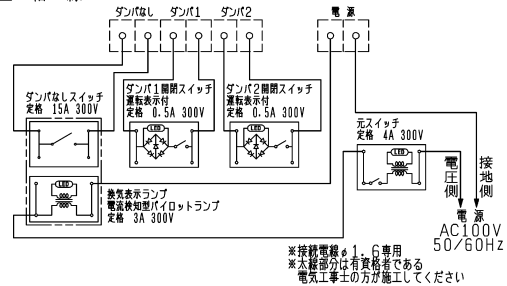 ダンパなし ダンパ1 ダンパ2 電 源
ダンパなしスイッチ
定格 15A 300V
ダンパ1開閉スイッチ
運転表示付
定格 0.5A 300V
ダンパ2開閉スイッチ
運転表示付
定格 0.5A 300V
LED
LED
元スイッチ
定格 4A 300V
LED
LED
換気表示ランプ
電流検知型パイロットランプ
定格 3A 300V
電圧側
接地側
電 源
AC100V
50/60Hz
※接続電線φ1.6専用
※太線部分は有資格者である
電気工事士の方が施工してください